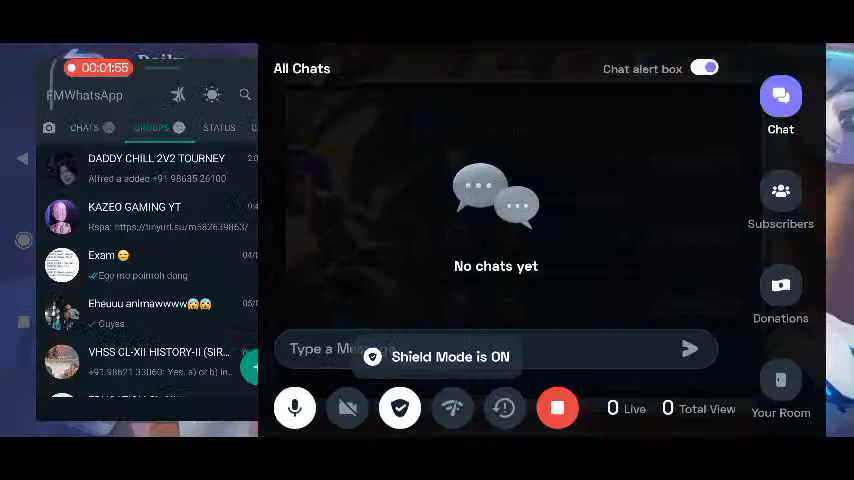 00:01:55
FMWhatsApp
CHATS
GROUPS
STATUS
DADDY CHILL 2V2 TOURNEY
Alfred a added +91 98635 26100
KAZEO GAMING YT
Rspa: https://tinyurl.su/m582639863/
Exam 😑
Ege mo poimoh dang
Eheuuu animawwww😱😱
Guyss
VHSS CL-XII HISTORY-II (SIR...
+91 98621 33060: Yes, a) or b) in...
All Chats
Chat alert box
No chats yet
Type a
Shield Mode is ON
0 Live
0 Total View
Chat
Subscribers
Donations
Your Room